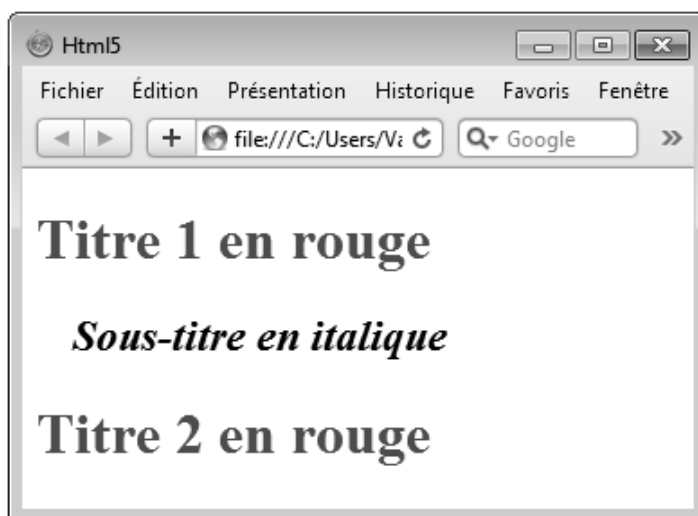 Html5
Fichier Édition Présentation Historique Favoris Fenêtre
file:///C:/Users/Va Google
Titre 1 en rouge
Sous-titre en italique
Titre 2 en rouge